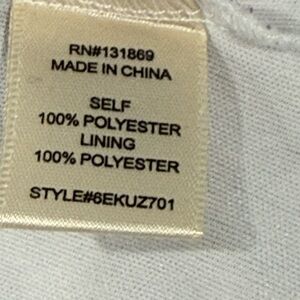 RN#131869
MADE IN CHINA
SELF
100% POLYESTER
LINING
100% POLYESTER
STYLE#6EKUZ701